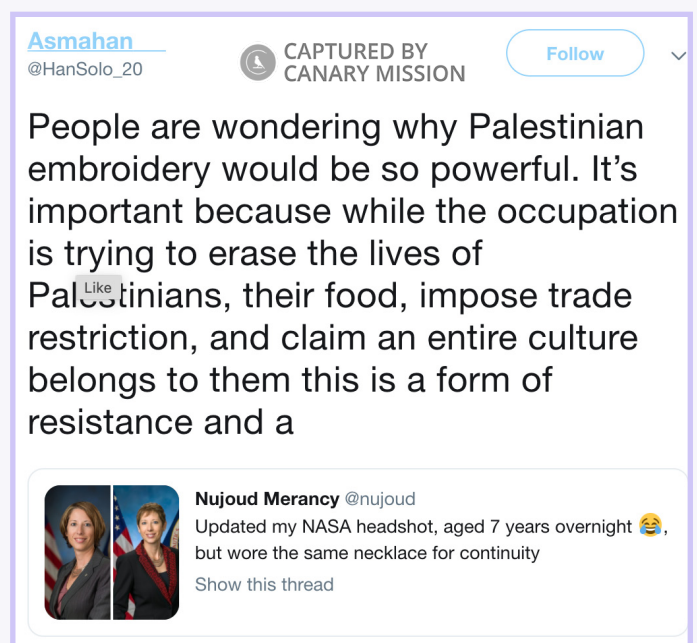 Asmahan
@HanSolo_20
CAPTURED BY
CANARY MISSION
Follow
People are wondering why Palestinian
embroidery would be so powerful. It’s
important because while the occupation
is trying to erase the lives of
Like
Palestinians, their food, impose trade
restriction, and claim an entire culture
belongs to them this is a form of
resistance and a
Nujoud Merancy @nujoud
Updated my NASA headshot, aged 7 years overnight 😂,
but wore the same necklace for continuity
Show this thread